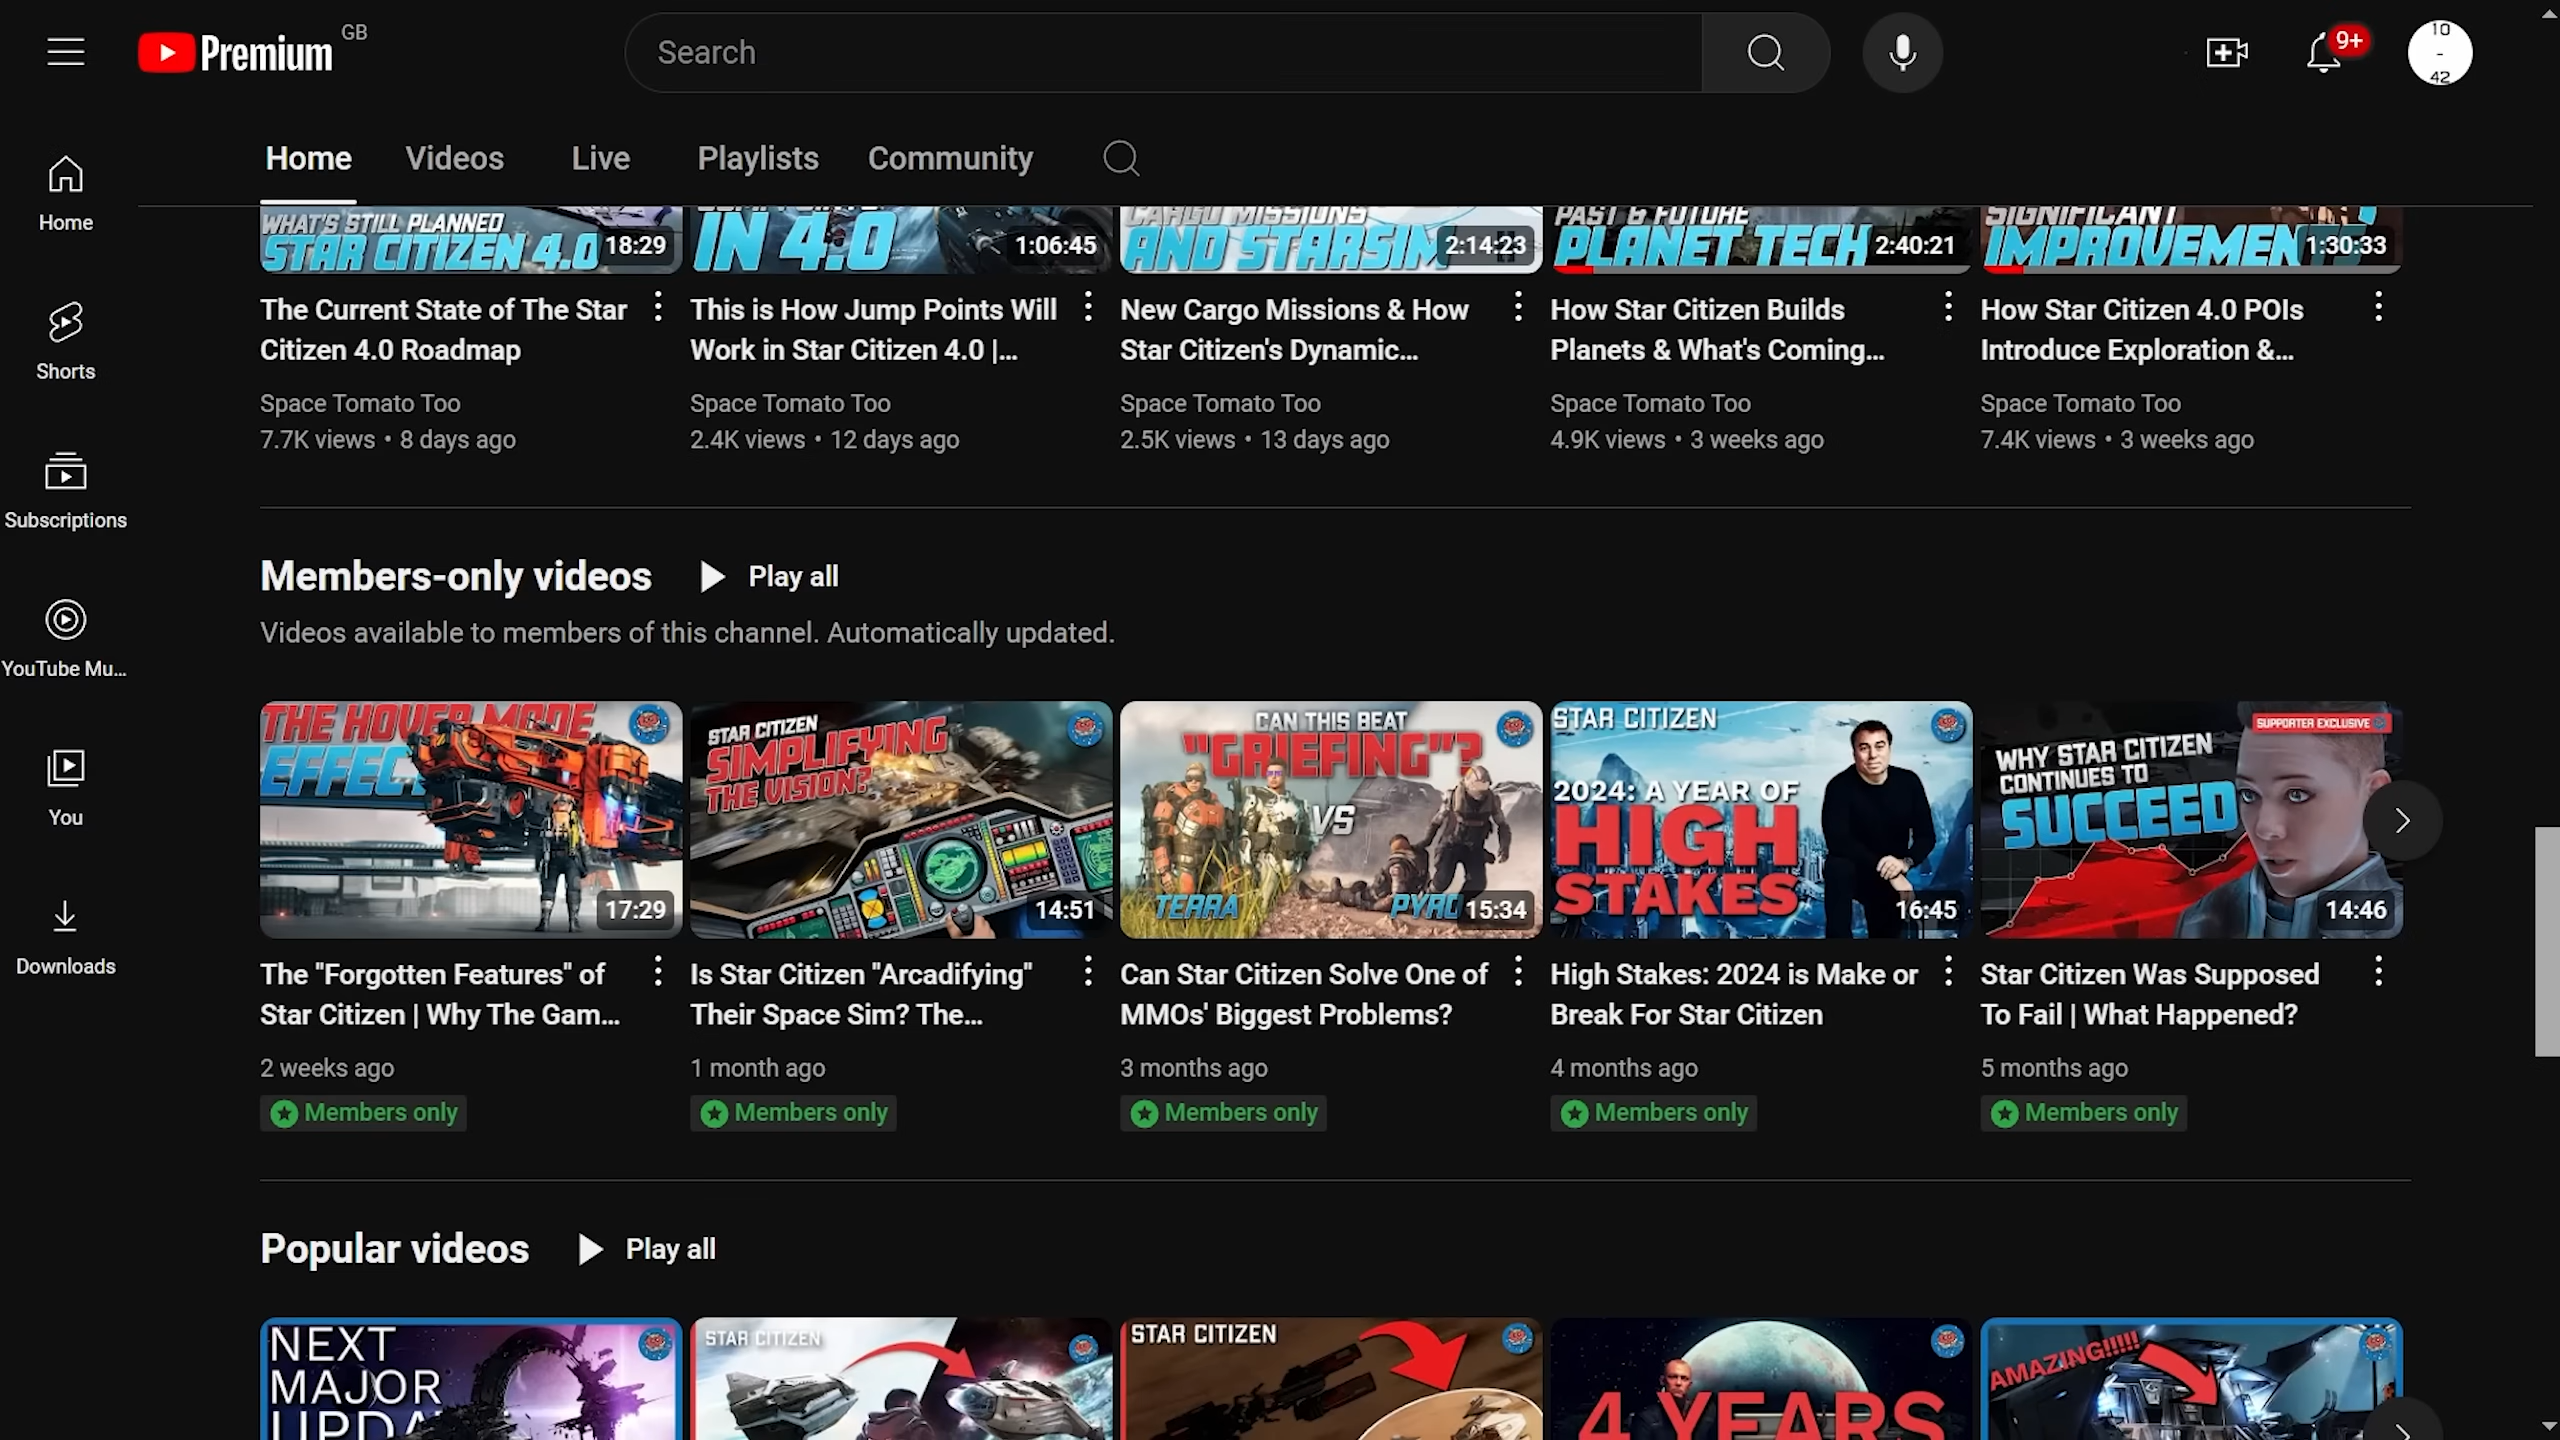 Premium GB
Search
9+
10
-
42
Home
Videos
Live
Playlists
Community
Home
Shorts
Subscriptions
YouTube Mu...
You
Downloads
WHAT'S STILL PLANNED
STAR CITIZEN 4.0
18:29
The Current State of The Star
Citizen 4.0 Roadmap
Space Tomato Too
7.7K views • 8 days ago
IN 4.0
1:06:45
This is How Jump Points Will
Work in Star Citizen 4.0 |...
Space Tomato Too
2.4K views • 12 days ago
CARGO MISSIONS
AND STARSIM
2:14:23
New Cargo Missions & How
Star Citizen's Dynamic...
Space Tomato Too
2.5K views • 13 days ago
PAST & FUTURE
PLANET TECH
2:40:21
How Star Citizen Builds
Planets & What's Coming...
Space Tomato Too
4.9K views • 3 weeks ago
SIGNIFICANT
IMPROVEMENTS
1:30:33
How Star Citizen 4.0 POIs
Introduce Exploration &...
Space Tomato Too
7.4K views • 3 weeks ago
Members-only videos
Play all
Videos available to members of this channel. Automatically updated.
THE HOVER MODE
EFFEC
17:29
The "Forgotten Features" of
Star Citizen | Why The Gam...
2 weeks ago
Members only
STAR CITIZEN
SIMPLIFYING
THE VISION?
14:51
Is Star Citizen "Arcadifying"
Their Space Sim? The...
1 month ago
Members only
CAN THIS BEAT
"GRIEFING"?
VS
TERRA
PYRO
15:34
Can Star Citizen Solve One of
MMOs' Biggest Problems?
3 months ago
Members only
STAR CITIZEN
2024: A YEAR OF
HIGH
STAKES
16:45
High Stakes: 2024 is Make or
Break For Star Citizen
4 months ago
Members only
SUPPORTER EXCLUSIVE
WHY STAR CITIZEN
CONTINUES TO
SUCCEED
14:46
Star Citizen Was Supposed
To Fail | What Happened?
5 months ago
Members only
Popular videos
Play all
NEXT
MAJOR
UPDA
STAR CITIZEN
STAR CITIZEN
4 YEARS
AMAZING!!!!!